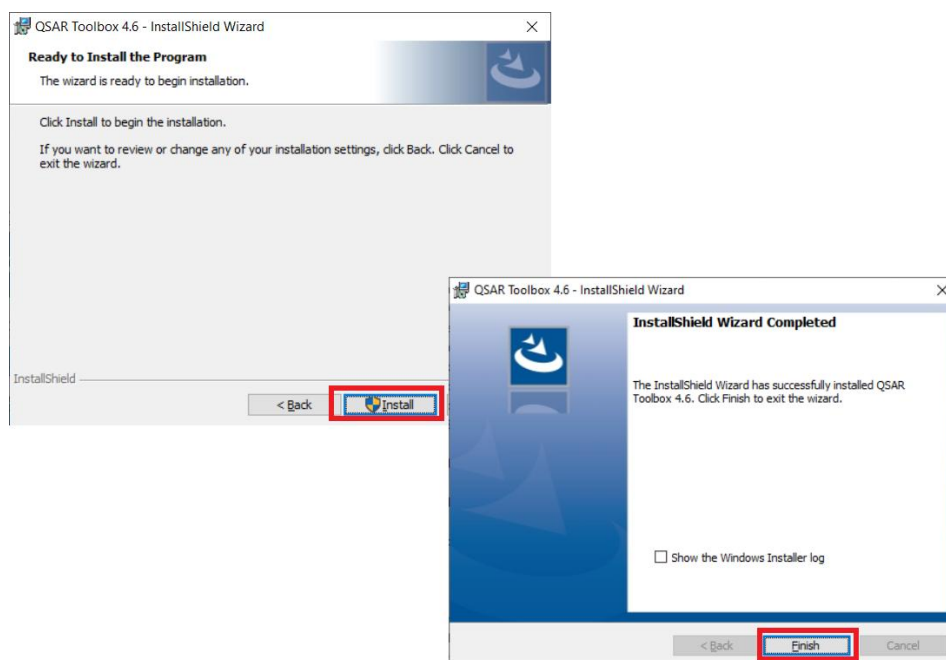 QSAR Toolbox 4.6 - InstallShield Wizard
Ready to Install the Program
The wizard is ready to begin installation.
Click Install to begin the installation.
If you want to review or change any of your installation settings, click Back. Click Cancel to
exit the wizard.
InstallShield
< Back
Install
QSAR Toolbox 4.6 - InstallShield Wizard
InstallShield Wizard Completed
The InstallShield Wizard has successfully installed QSAR
Toolbox 4.6. Click Finish to exit the wizard.
Show the Windows Installer log
< Back
Finish
Cancel